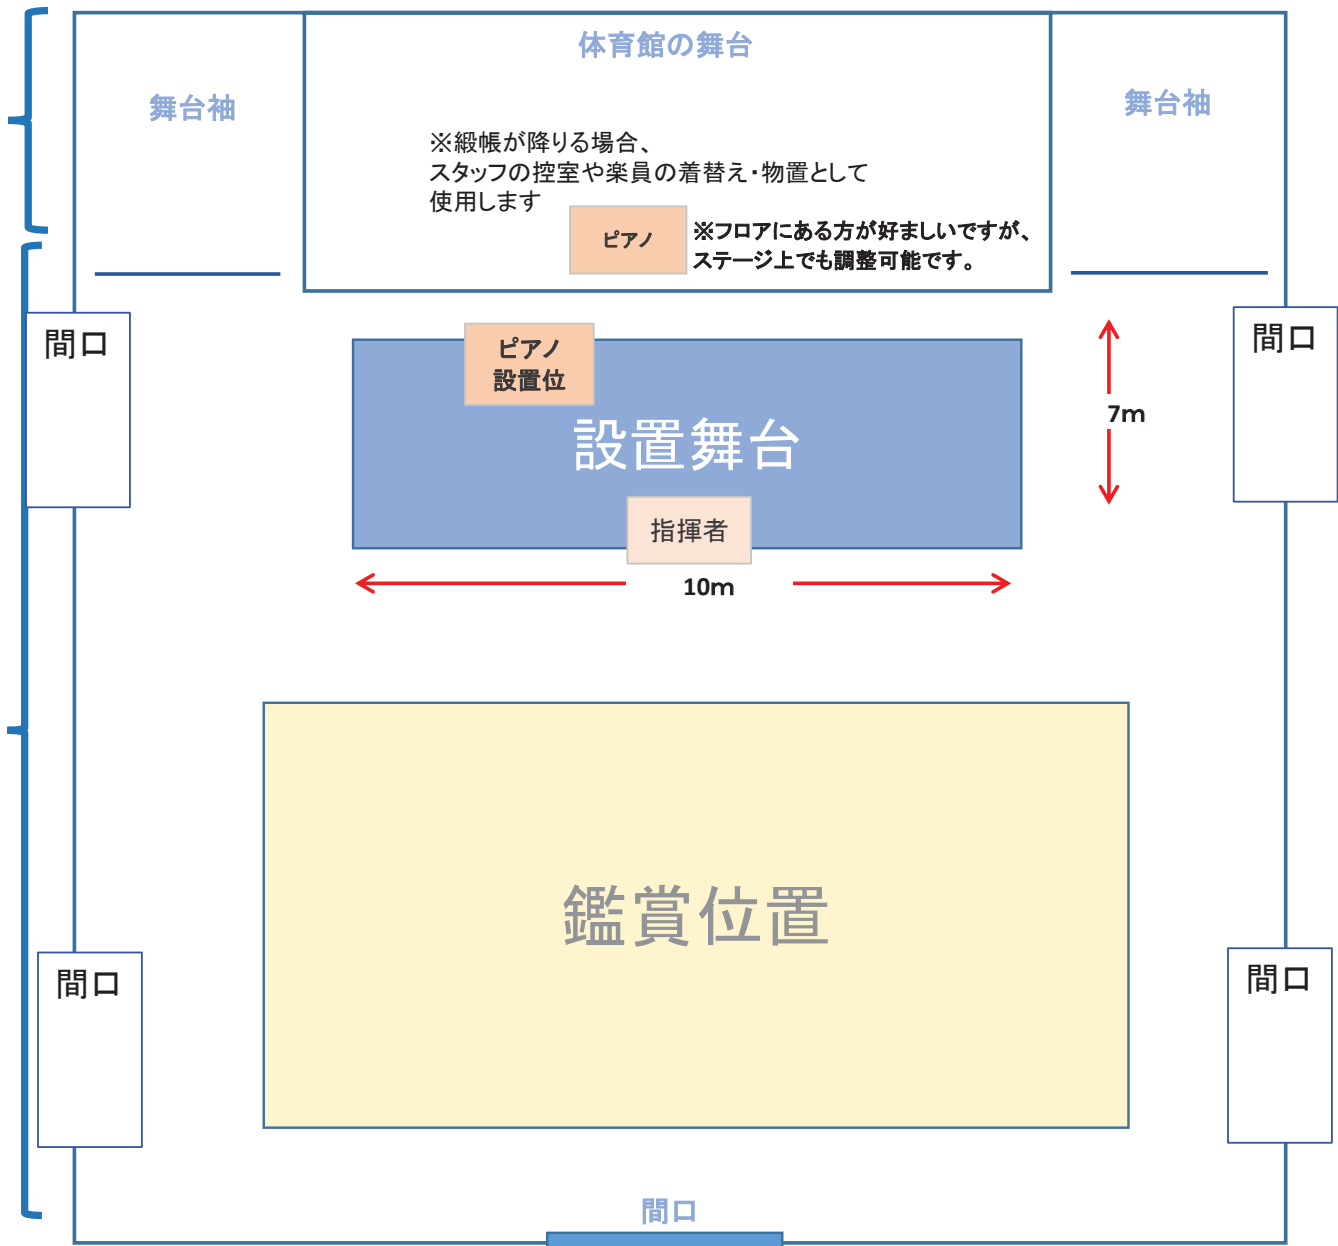 体育館の舞台
舞台袖
舞台袖
※緞帳が降りる場合、
スタッフの控室や楽員の着替え・物置として
使用します
ピアノ
※フロアにある方が好ましいですが、
ステージ上でも調整可能です。
間口
間口
ピアノ
設置位
設置舞台
7m
指揮者
10m
鑑賞位置
間口
間口
間口